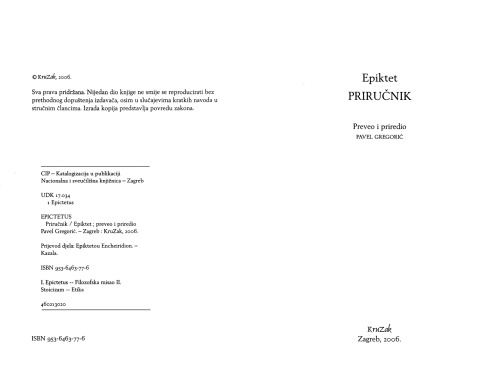 © KruZak, 2006.
Sva prava pridržana. Nijedan dio knjige ne smije se reproducirati bez
prethodnog dopuštenja izdavača, osim u slučajevima kratkih navoda u
stručnim člancima. Izrada kopija predstavlja povredu zakona.
CIP – Katalogizacija u publikaciji
Nacionalna i sveučilišna knjižnica – Zagreb
UDK 17.034
1 Epictetus
EPICTETUS
Priručnik / Epiktet ; preveo i priredio
Pavel Gregorić. – Zagreb : KruZak, 2006.
Prijevod djela: Epiktetou Encheiridion. –
Kazala.
ISBN 953-6463-77-6
I. Epictetus -- Filozofska misao II.
Stoicizam – Etika
460213020
ISBN 953-6463-77-6
Epiktet
PRIRUČNIK
Preveo i priredio
PAVEL GREGORIĆ
KruZak
Zagreb, 2006.